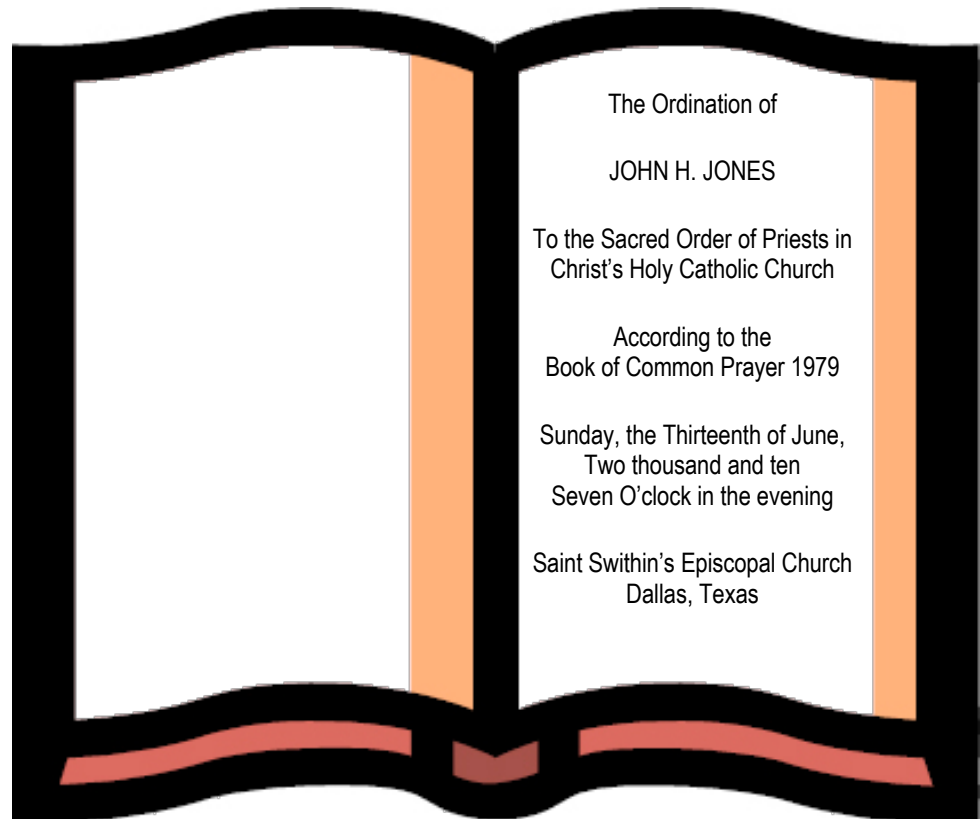 The Ordination of
JOHN H. JONES
To the Sacred Order of Priests in
Christ’s Holy Catholic Church
According to the
Book of Common Prayer 1979
Sunday, the Thirteenth of June,
Two thousand and ten
Seven O’clock in the evening
Saint Swithin’s Episcopal Church
Dallas, Texas